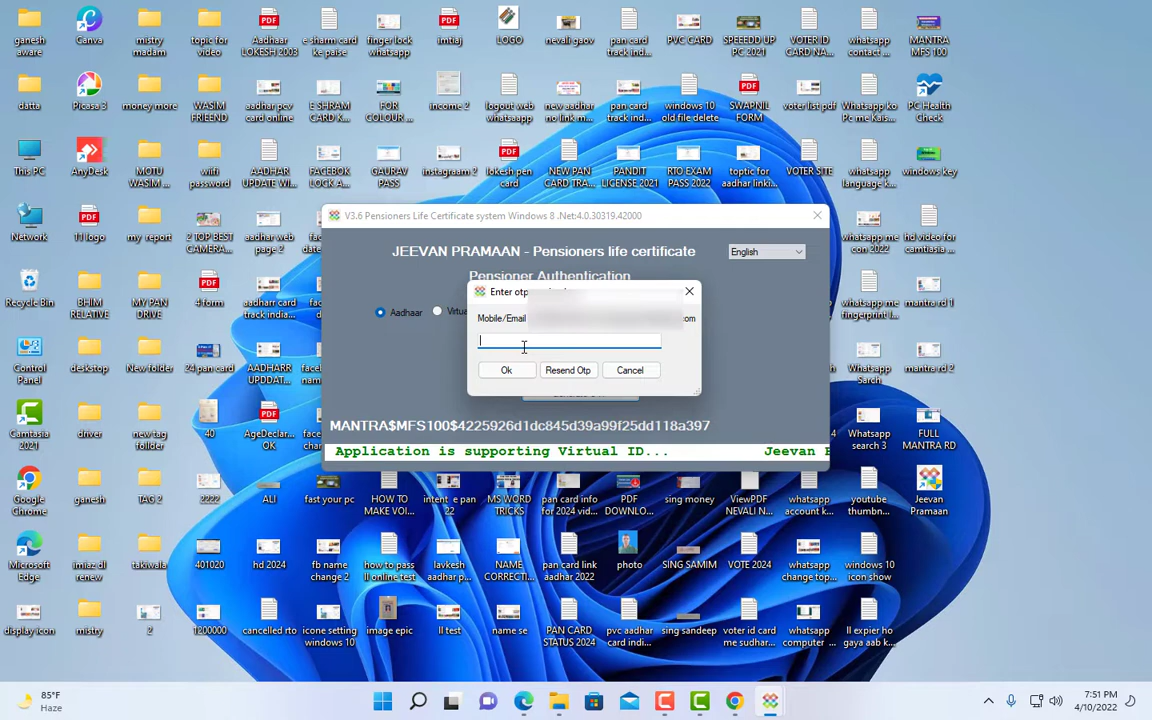 ganesh aware
Canva
mistry madam
topic for video
Aadhaar LOKESH 2003
e sharm card ke paise
finger lock whatsapp
imtiaj
LOGO
nevali gaov
pan card track ind...
PVC CARD
SPEEEDD UP PC 2021
VOTER ID CARD NA...
whatsapp contact ...
MANTRA MFS 100
datta
Picasa 3
money more
WASIM FRIEEND
aadhar pcv card online
E SHRAM CARD K...
FOR COLOUR ...
income 2
logout web whatsaapp
new aadhar no link m...
pan card track ind...
windows 10 old file delete
SWAPNIL FORM
voter list pdf
Whatsapp ko Pc me Kais...
PC Health Check
This PC
AnyDesk
MOTU WASIM ...
wiifi password
AADHAR UPDATE WI...
FACEBOK LOCK A...
GAURAV PASS
instagraam 2
lokesh pen card
NEW PAN CARD TRA...
PANDIT LICENSE 2021
RTO EXAM PASS 2022
toptic for aadhar linki...
VOTER SITE
whatsapp language k...
windows key
Network
11 logo
my report
2 TOP BEST CAMERA...
aadhar web page 2
whatsapp me con 2022
hd video for camtiasia ...
Recycle Bin
BHIM RELATIVE
MY PAN DRIVE
4 form
aadharr card track india...
whatsapp me fingerprint l...
mantra rd 1
Control Panel
deskstop
New folder
24 pan card
AADHARR UPDDAT...
Whatsapp Sarch
mantra rd2
Camtasia 2021
driver
new tag folder
40
AgeDeclar... OK
Whatsapp search 3
FULL MANTRA RD
V3.6 Pensioners Life Certificate system Windows 8 .Net:4.0.30319.42000
JEEVAN PRAMAAN - Pensioners life certificate
English
Pensioner Authentication
Enter otp
Aadhaar
Mobile/Email
com
Ok
Resend Otp
Cancel
MANTRA$MFS100$4225926d1dc845d39a99f25dd118a397
Application is supporting Virtual ID...
Jeevan
Google Chrome
ganesh
TAG 2
2222
ALI
fast your pc
HOW TO MAKE VOI...
intent e pan 22
MS WORD TRICKS
pan card info for 2024 vid...
PDF DOWNLO...
sing money
ViewPDF NEVALI N...
whatsapp account k...
youtube thumbn...
Jeevan Pramaan
Microsoft Edge
imiaz dl renew
takiwala
401020
hd 2024
fb name change 2
how to pass ll online test
lavkesh aadhar p...
NAME CORRECTI...
pan card link aadhar 2022
photo
SING SAMIM
VOTE 2024
whatsapp change top...
windows 10 icon show
display icon
mistry
2
1200000
cancelled rto
icone setting windows 10
image epic
ll test
name se
PAN CARD STATUS 2024
pvc aadhar card indi...
sing sandeep
voter id card me sudhar...
whatsapp computer ...
ll expier ho gaya aab k...
85°F
Haze
7:51 PM
4/10/2022